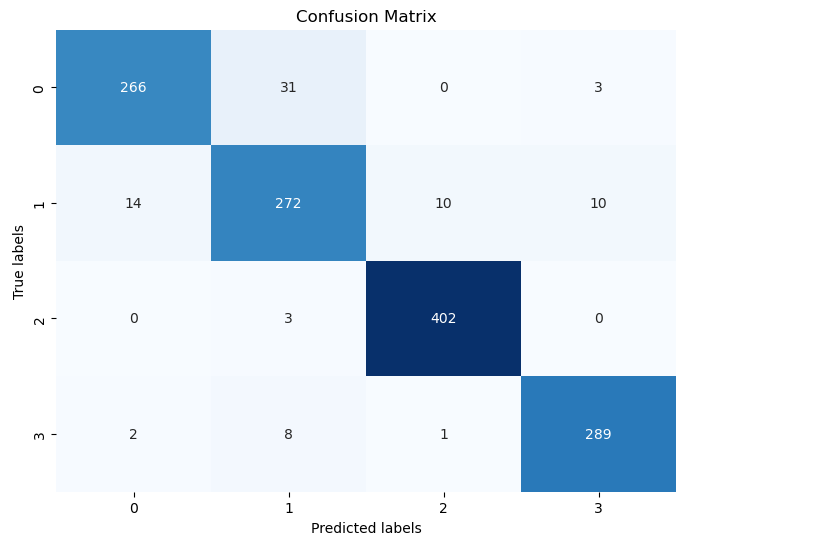 Confusion Matrix
0 266 31 0 3
1 14 272 10 10
2 0 3 402 0
3 2 8 1 289
True labels
0 1 2 3
Predicted labels